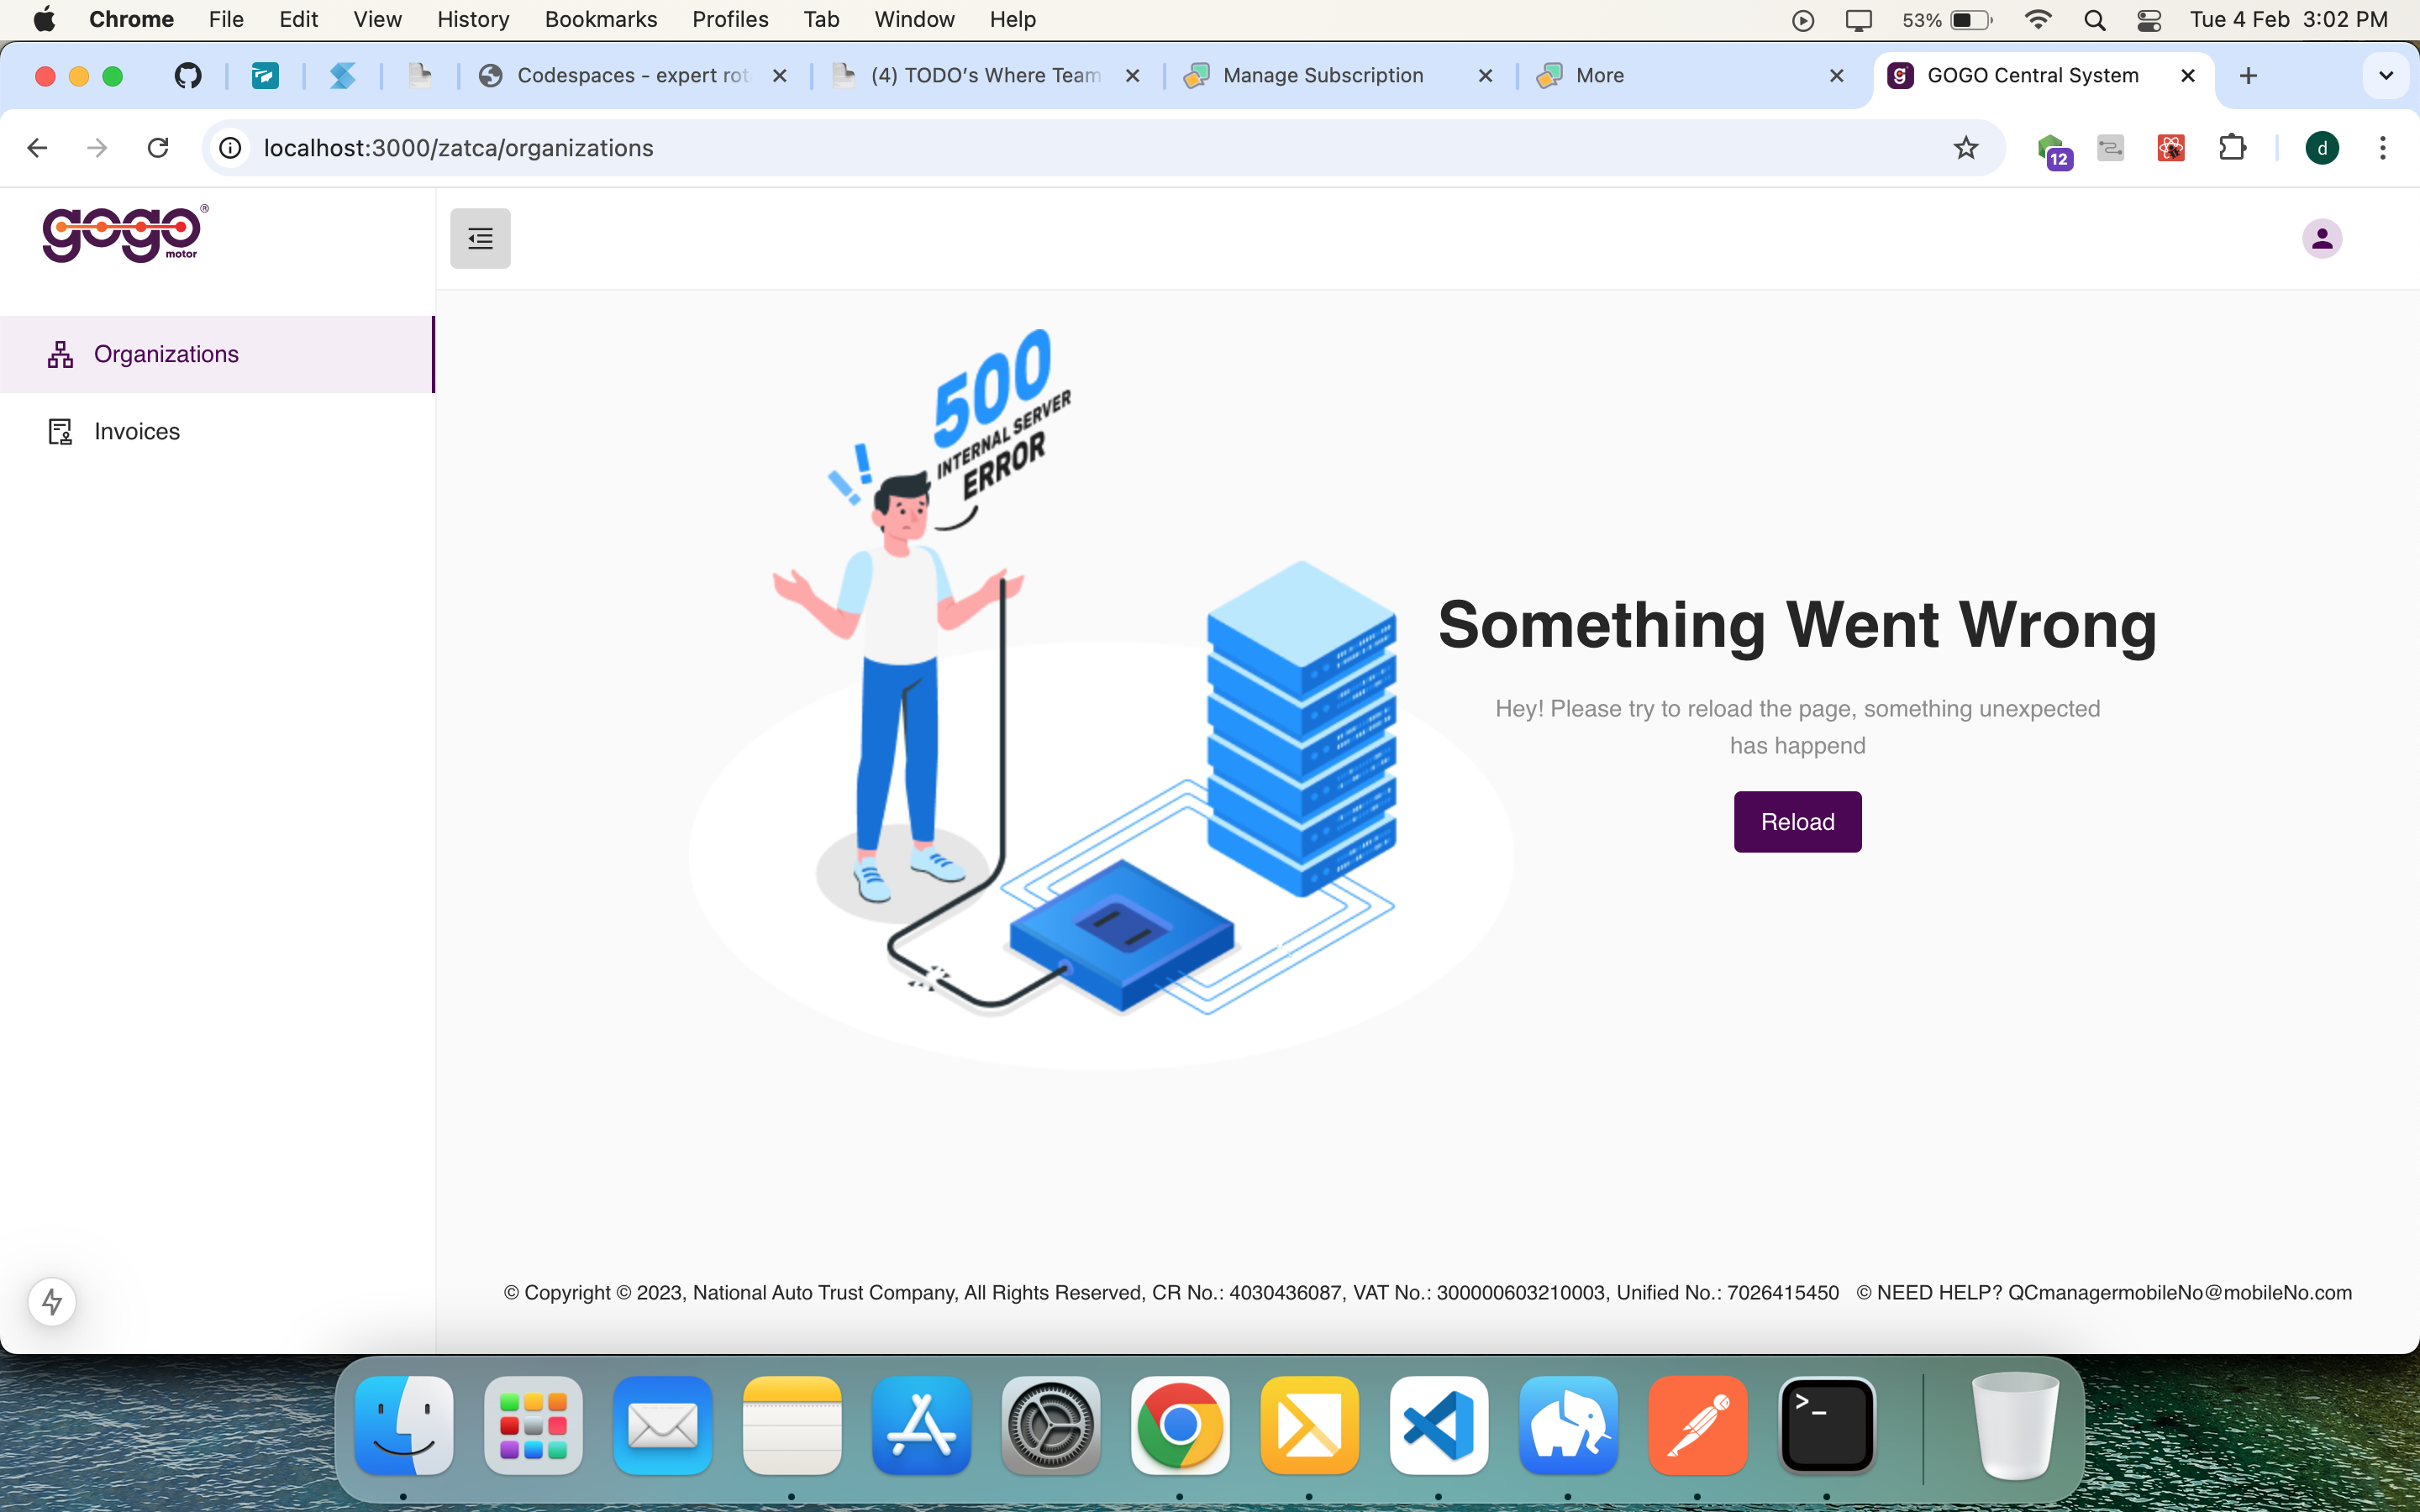 Chrome File Edit View History Bookmarks Profiles Tab Window Help 53% Tue 4 Feb 3:02 PM
Codespaces - expert rot (4) TODO's Where Team Manage Subscription More GOGO Central System
localhost:3000/zatca/organizations 12 d
gogo ®
motor
Organizations
Invoices
500
INTERNAL SERVER
ERROR
Something Went Wrong
Hey! Please try to reload the page, something unexpected
has happend
Reload
© Copyright © 2023, National Auto Trust Company, All Rights Reserved, CR No.: 4030436087, VAT No.: 300000603210003, Unified No.: 7026415450 © NEED HELP? QCmanagermobileNo@mobileNo.com